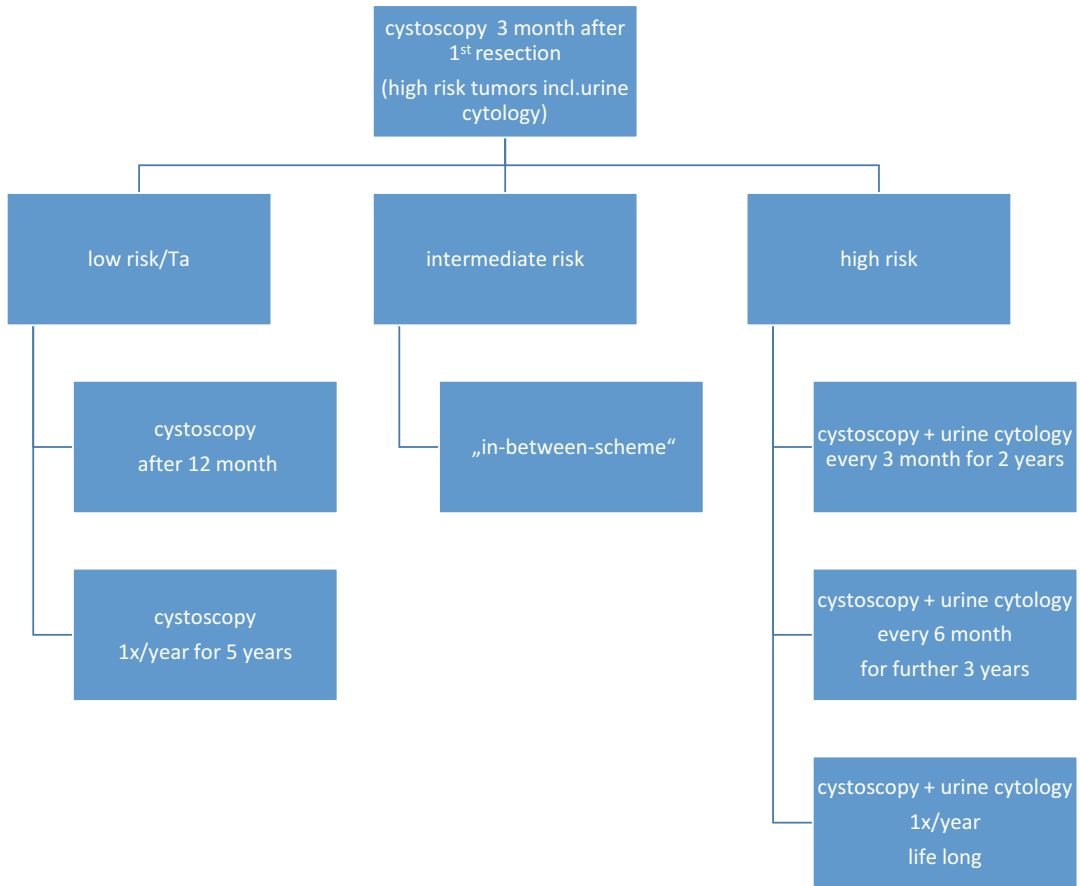 cystoscopy 3 month after
1st resection
(high risk tumors incl.urine
cytology)
low risk/Ta
intermediate risk
high risk
cystoscopy
after 12 month
„in-between-scheme“
cystoscopy + urine cytology
every 3 month for 2 years
cystoscopy
1x/year for 5 years
cystoscopy + urine cytology
every 6 month
for further 3 years
cystoscopy + urine cytology
1x/year
life long